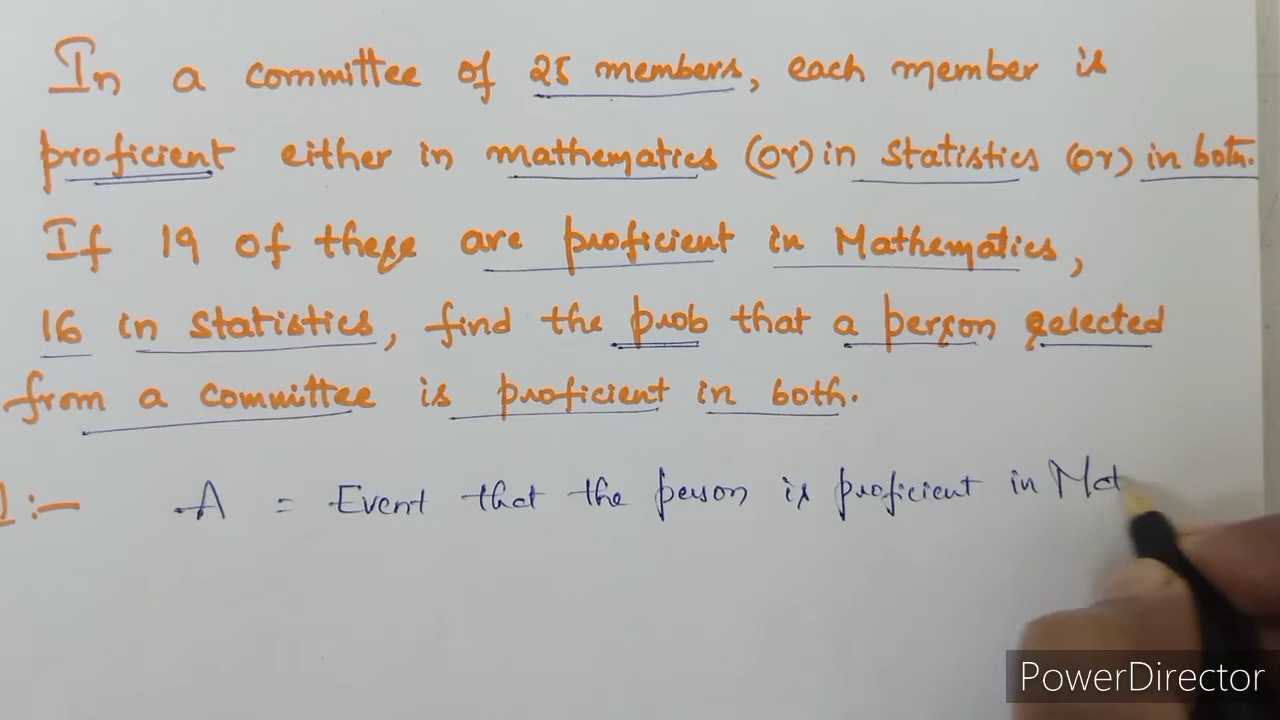 In a committee of 25 members, each member is
proficient either in mathematics (or) in statistics (or) in both.
If 19 of these are proficient in Mathematics,
16 in statistics, find the prob that a person selected
from a committee is proficient in both.
:- A = Event that the person is proficient in Mat
PowerDirector